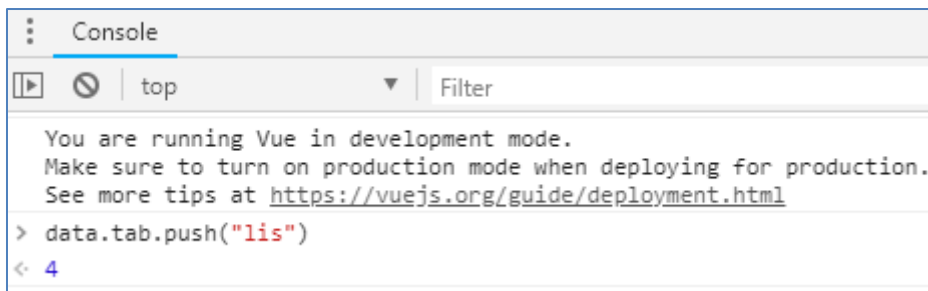 Console
top Filter
You are running Vue in development mode.
Make sure to turn on production mode when deploying for production.
See more tips at https://vuejs.org/guide/deployment.html
> data.tab.push("lis")
<· 4